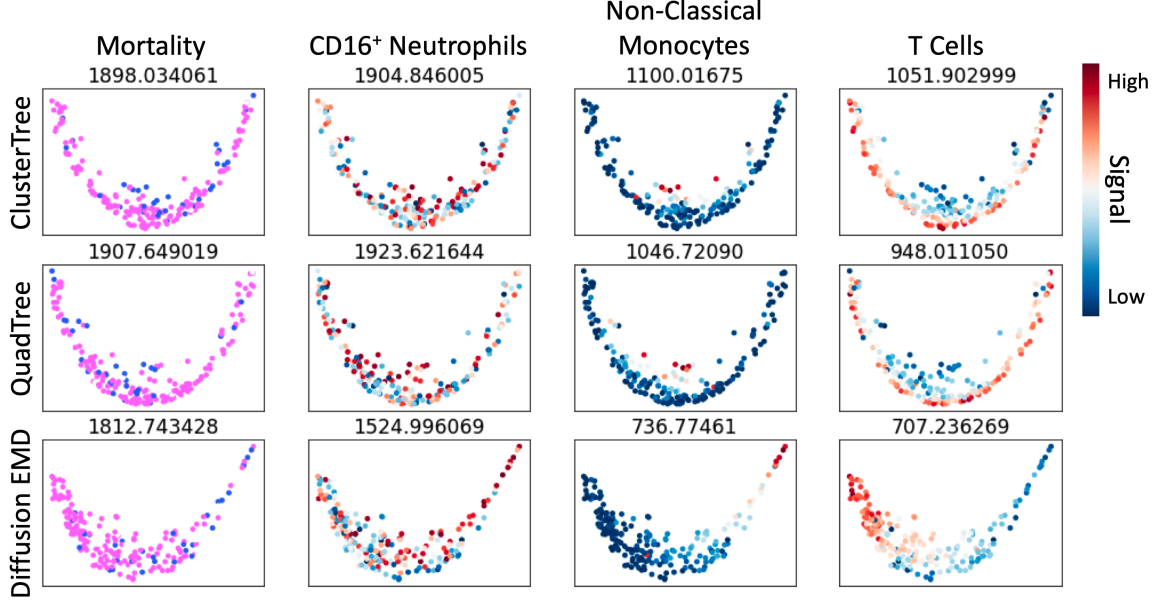 Non-Classical
Mortality CD16⁺ Neutrophils Monocytes T Cells
1898.034061 1904.846005 1100.01675 1051.902999
High
ClusterTree
Signal
1907.649019 1923.621644 1046.72090 948.011050
Low
QuadTree
1812.743428 1524.996069 736.77461 707.236269
Diffusion EMD